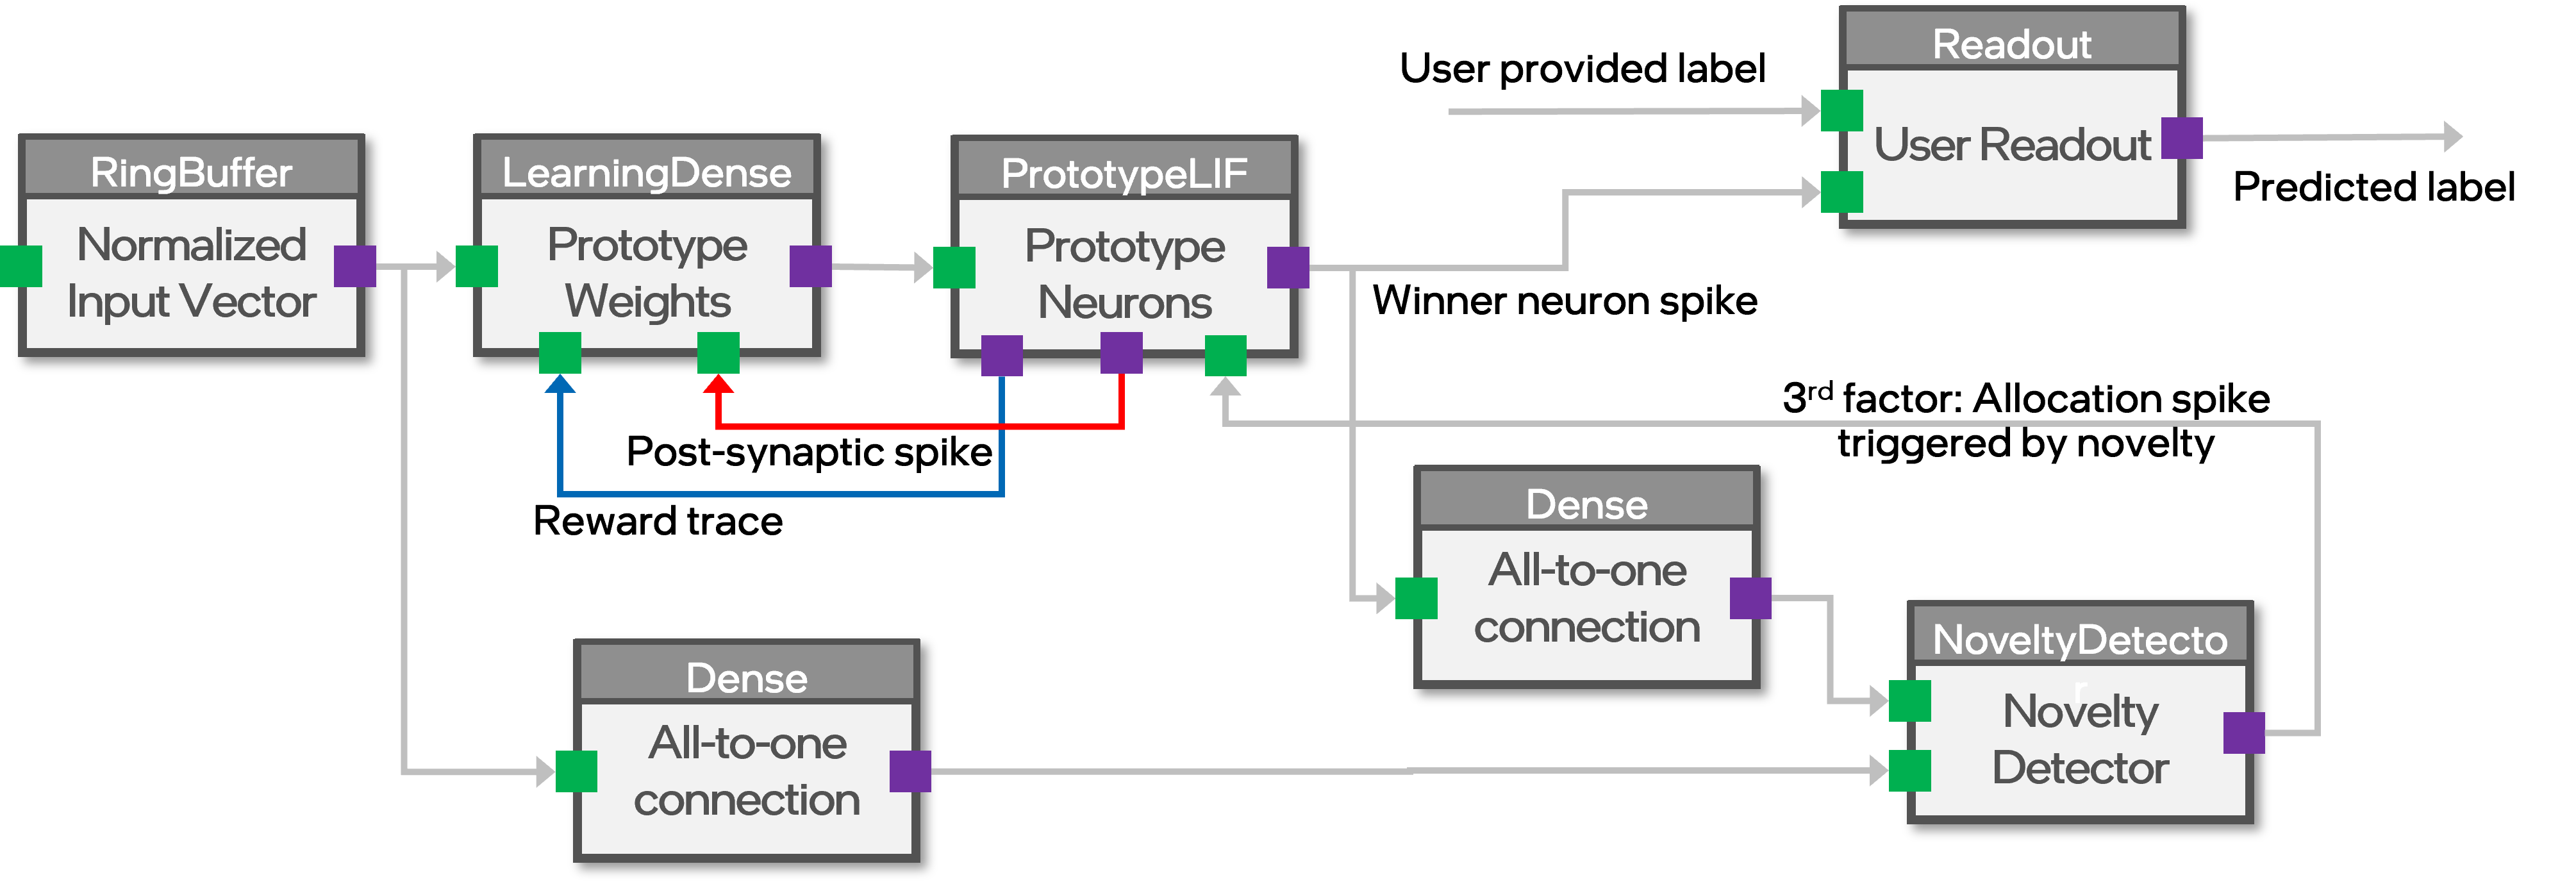 User provided label
Readout
User Readout
Predicted label
RingBuffer
Normalized
Input Vector
LearningDense
Prototype
Weights
PrototypeLIF
Prototype
Neurons
Winner neuron spike
Post-synaptic spike
Reward trace
3rd factor: Allocation spike
triggered by novelty
Dense
All-to-one
connection
Dense
All-to-one
connection
NoveltyDetecto
r
Novelty
Detector